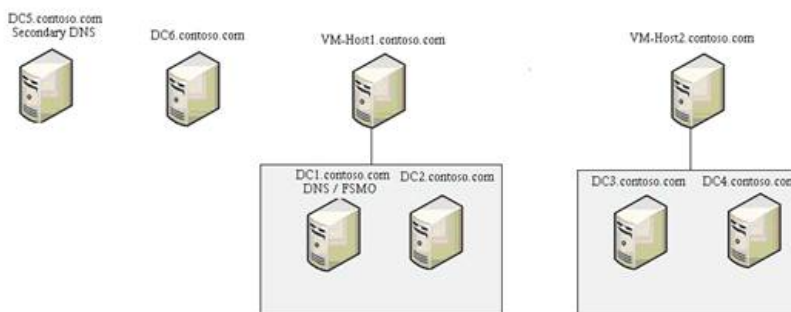 DC5.contoso.com
Secondary DNS
DC6.contoso.com
VM-Host1.contoso.com
VM-Host2.contoso.com
DC1.contoso.com
DNS / FSMO
DC2.contoso.com
DC3.contoso.com
DC4.contoso.com